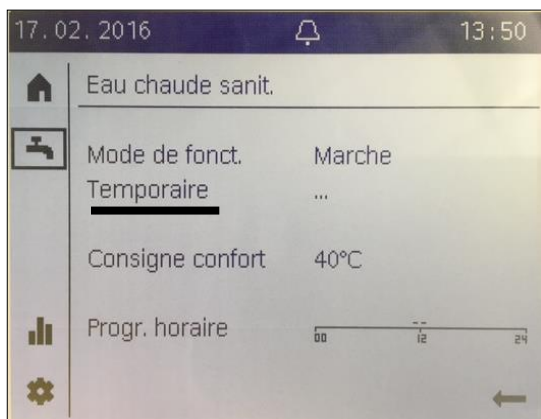 17.02.2016 13:50
Eau chaude sanit.
Mode de fonct. Marche
Temporaire ...
Consigne confort 40°C
Progr. horaire
00 12 24